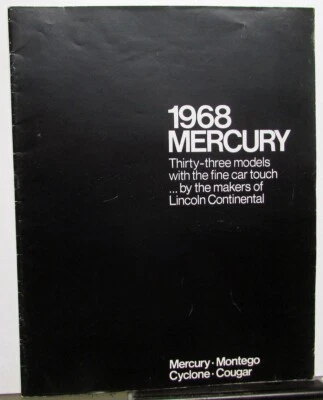 1968
MERCURY
Thirty-three models
with the fine car touch
...by the makers of
Lincoln Continental
Mercury · Montego
Cyclone · Cougar